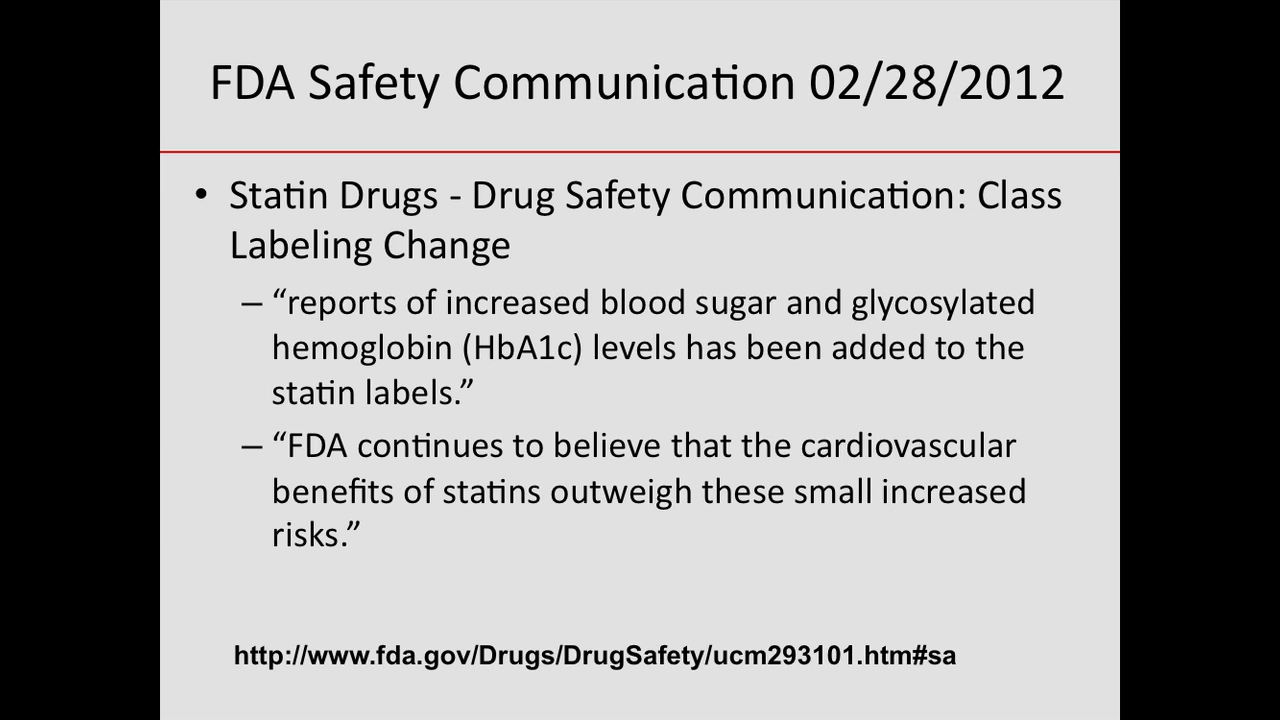 FDA Safety Communication 02/28/2012
• Statin Drugs - Drug Safety Communication: Class
Labeling Change
– “reports of increased blood sugar and glycosylated
hemoglobin (HbA1c) levels has been added to the
statin labels.”
– “FDA continues to believe that the cardiovascular
benefits of statins outweigh these small increased
risks.”
http://www.fda.gov/Drugs/DrugSafety/ucm293101.htm#sa